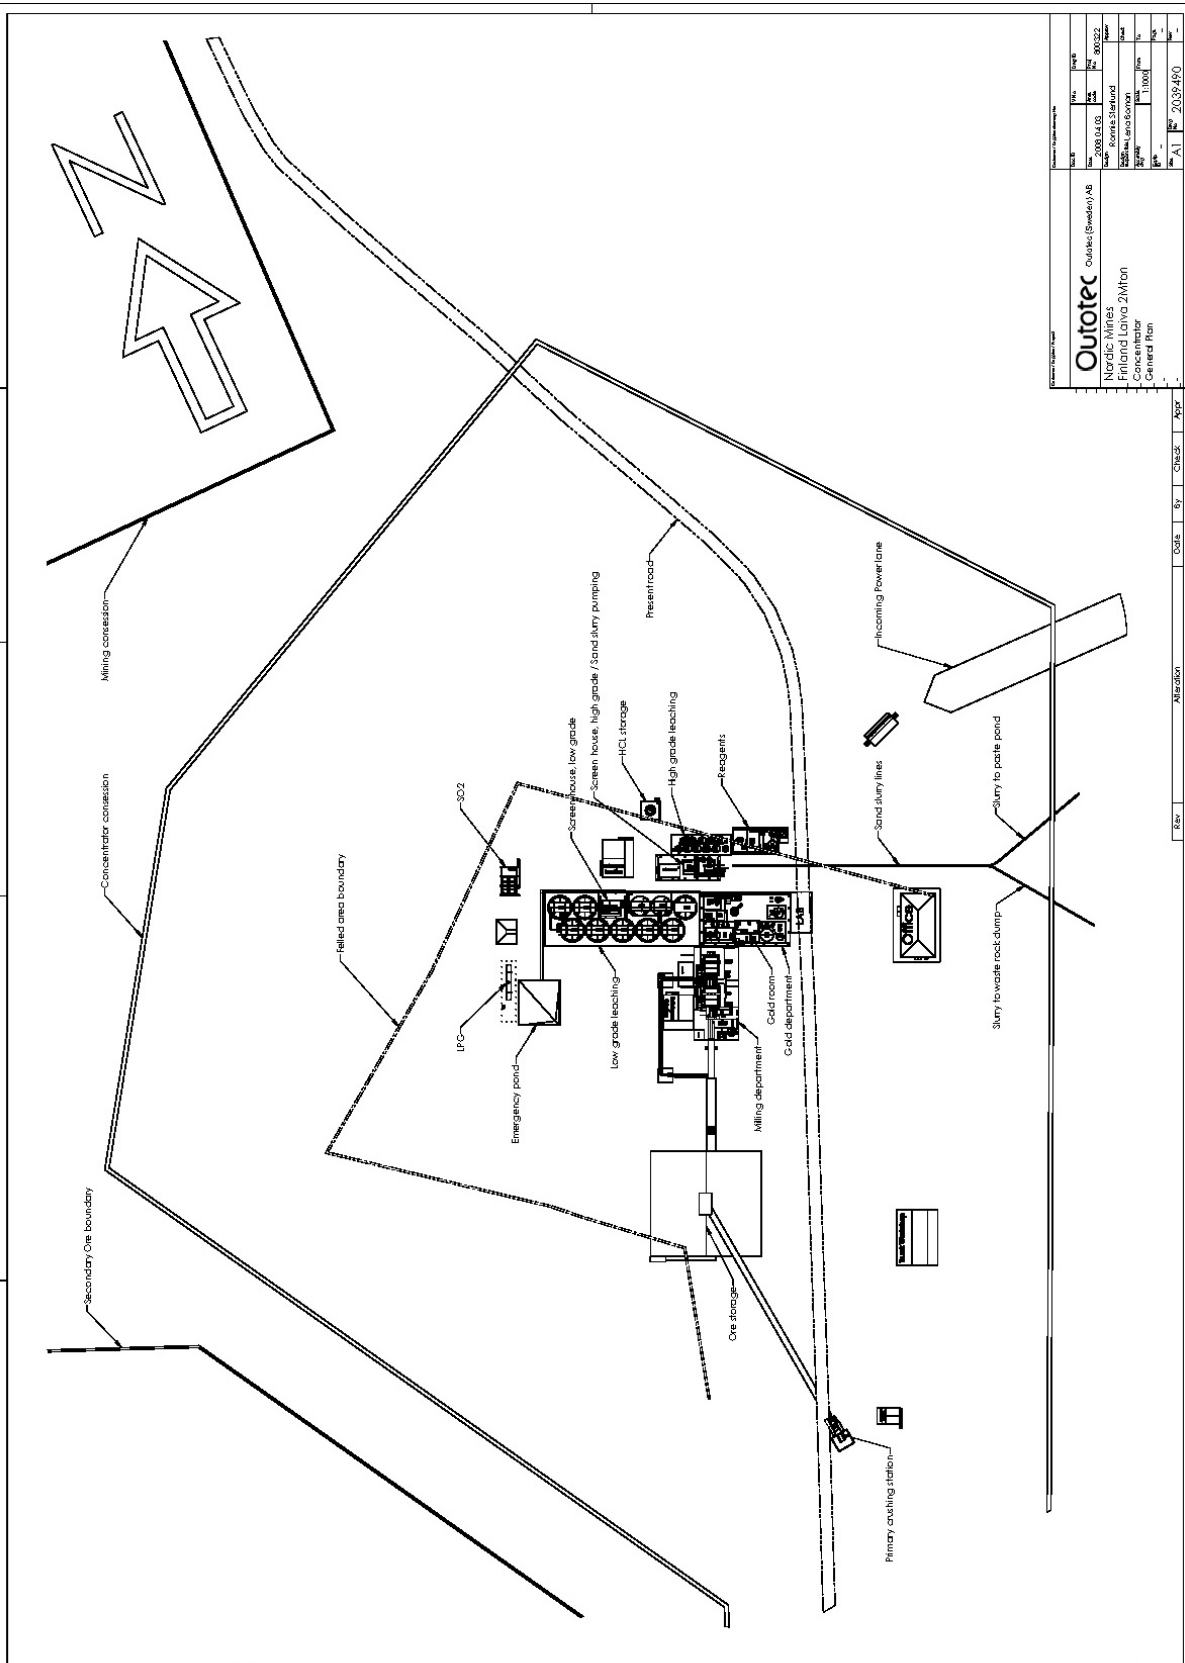 Mining consession
Concentrator consession
Secondary Ore boundary
Felled area boundary
SO2
LPG
Emergency pond
Low grade leaching
Screen house, low grade
Screen house, high grade / Sand slurry pumping
HCL storage
High grade leaching
Reagents
Present road
Incoming Power lane
Sand slurry lines
Slurry to paste pond
Slurry to waste rock dump
LAB
Office
Gold room
Gold department
Milling department
Ore storage
Primary crushing station
N
Outotec Outotec (Sweden) AB
Nordic Mines
Finland Laiva 2Mton
Concentrator
General Plan
2008 04 03
800322
Ronnie Stenlund
Lena Boman
1:1000
A1
2039490
Rev
Alteration
Date
By
Check
Appr